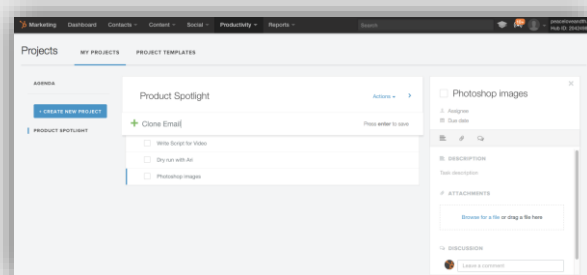 Marketing Dashboard Contacts Content Social Productivity Reports Search
Projects MY PROJECTS PROJECT TEMPLATES
AGENDA
+ CREATE NEW PROJECT
PRODUCT SPOTLIGHT
Product Spotlight Actions
Clone Email Press enter to save
Write Script for Video
Dry run with Ari
Photoshop images
Photoshop images
Assignee
Due date
DESCRIPTION
Task description
ATTACHMENTS
Browse for a file or drag a file here
DISCUSSION
Leave a comment